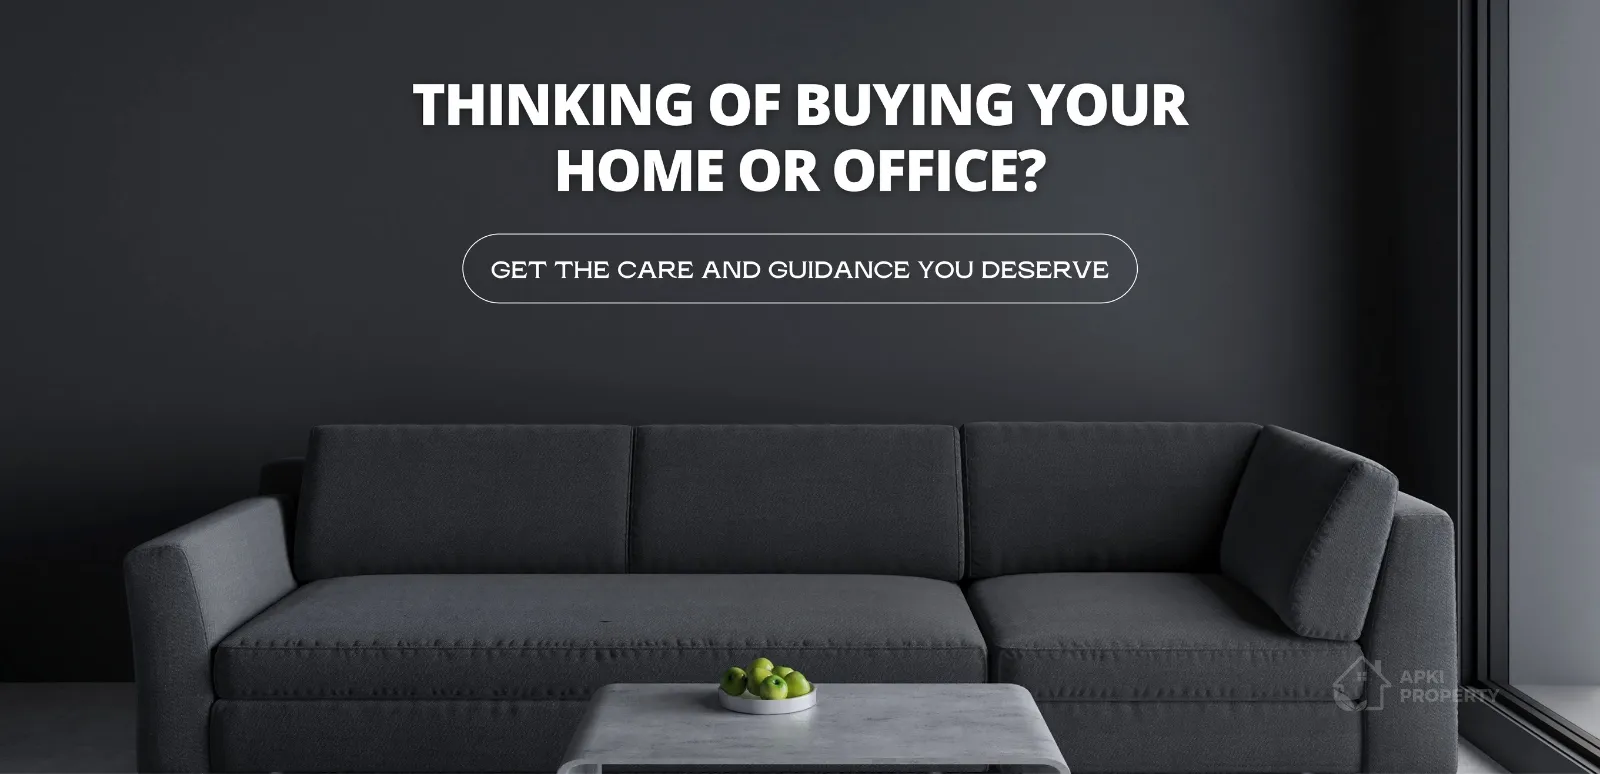 THINKING OF BUYING YOUR
HOME OR OFFICE?
GET THE CARE AND GUIDANCE YOU DESERVE
APKI
PROPERTY